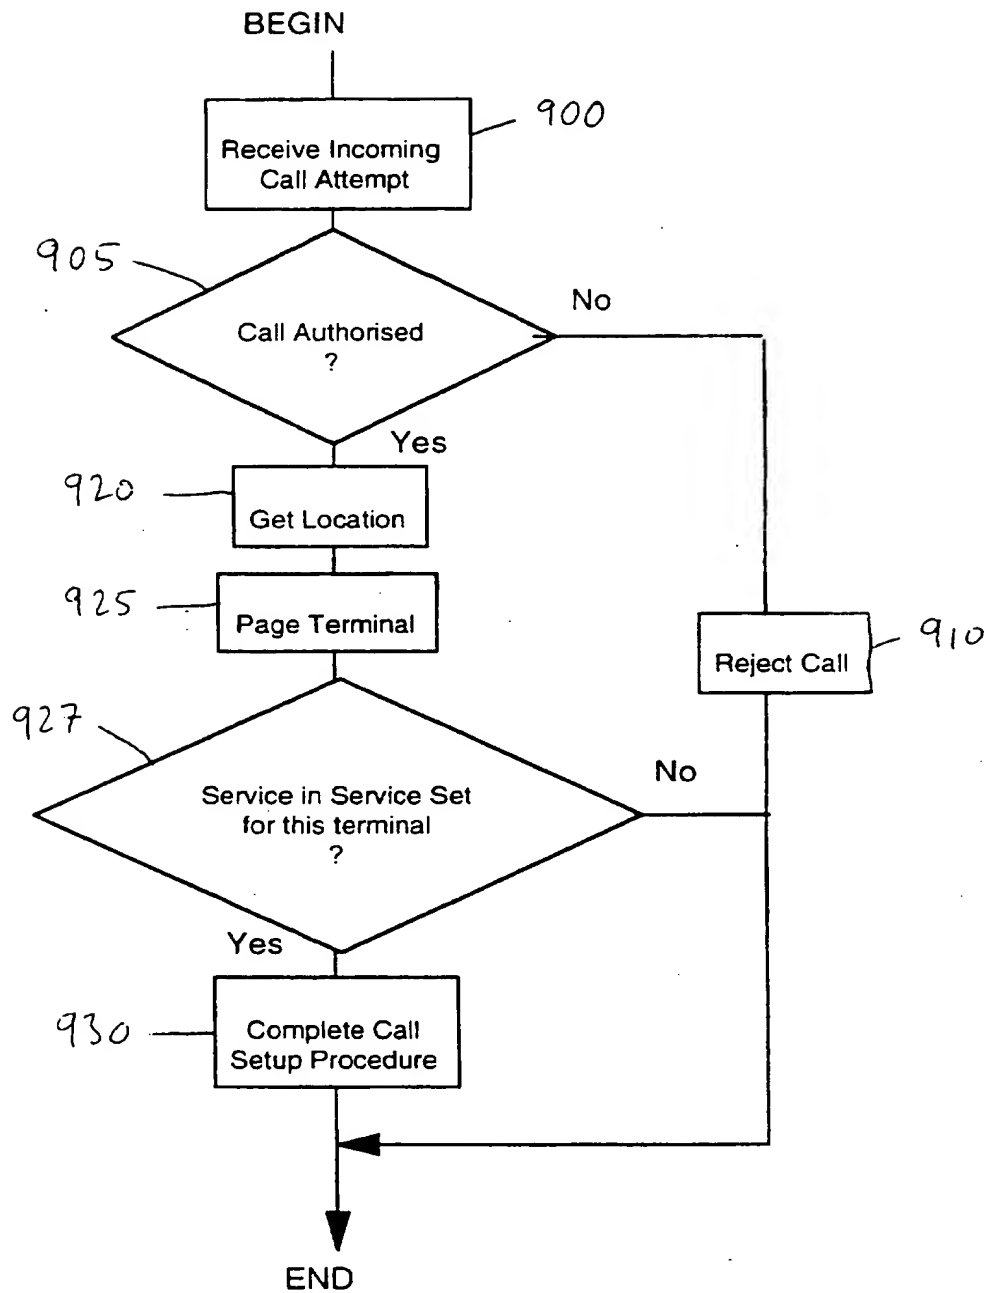 BEGIN
900
Receive Incoming
Call Attempt
905
No
Call Authorised
?
Yes
920
Get Location
925
Page Terminal
910
Reject Call
927
No
Service in Service Set
for this terminal
?
Yes
930
Complete Call
Setup Procedure
END